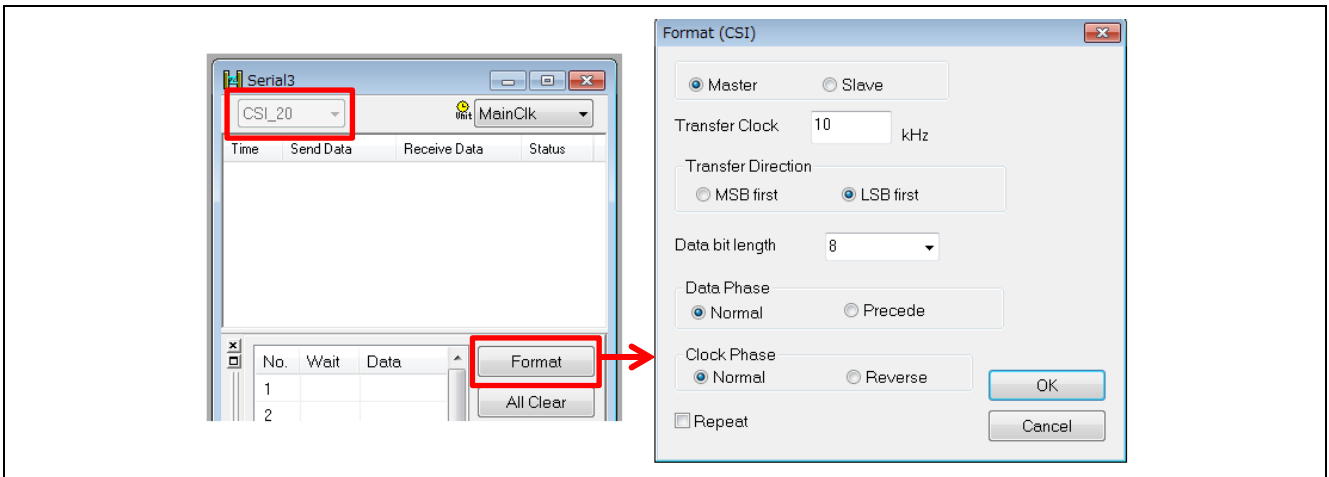 Serial3
CSI_20
Unit MainClk
Time Send Data Receive Data Status
No. Wait Data
1
2
Format
All Clear
Format (CSI)
Master Slave
Transfer Clock 10 kHz
Transfer Direction
MSB first LSB first
Data bit length 8
Data Phase
Normal Precede
Clock Phase
Normal Reverse
Repeat
OK
Cancel